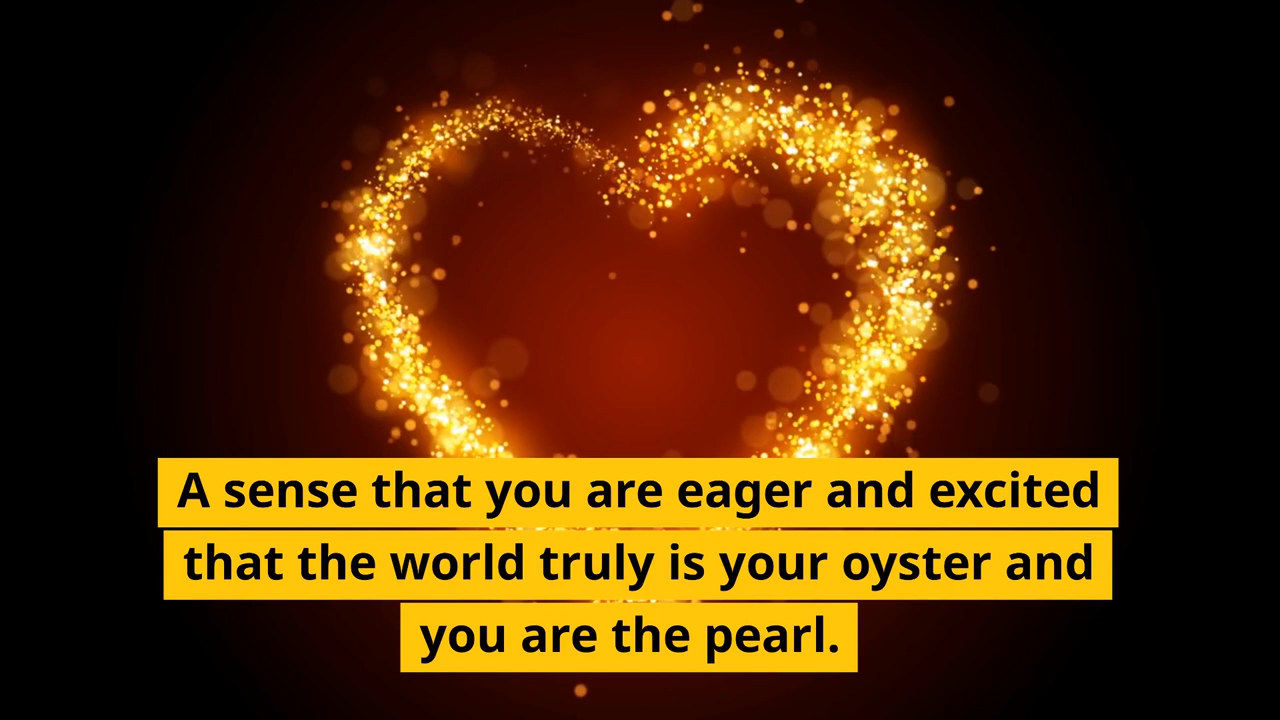 A sense that you are eager and excited
that the world truly is your oyster and
you are the pearl.